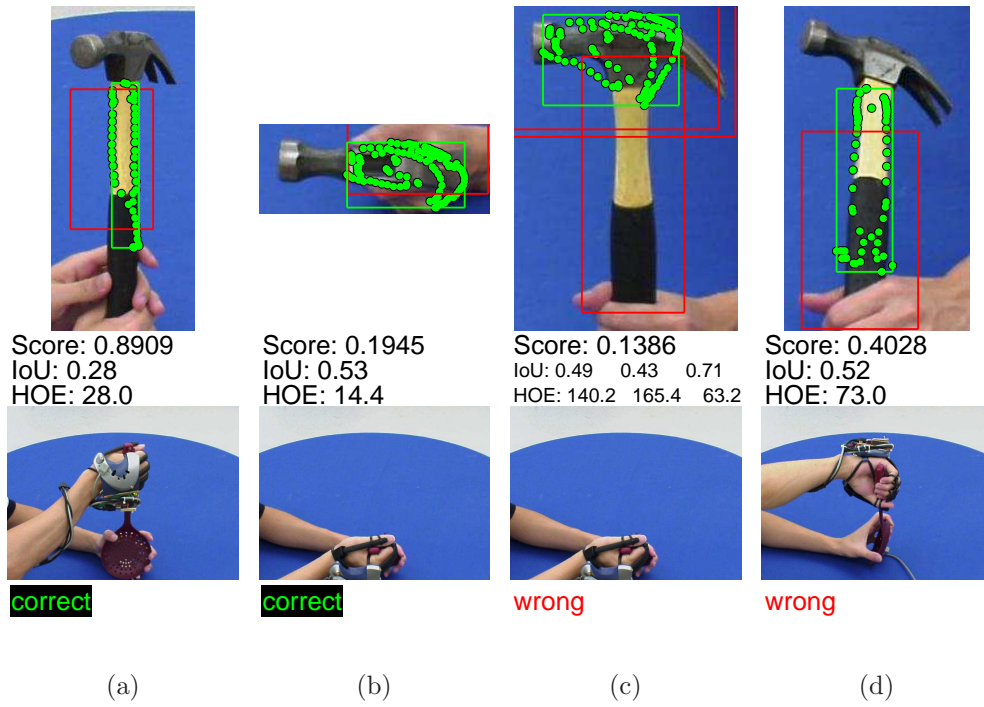 Score: 0.8909
IoU: 0.28
HOE: 28.0
correct
(a)
Score: 0.1945
IoU: 0.53
HOE: 14.4
correct
(b)
Score: 0.1386
IoU: 0.49 0.43 0.71
HOE: 140.2 165.4 63.2
wrong
(c)
Score: 0.4028
IoU: 0.52
HOE: 73.0
wrong
(d)